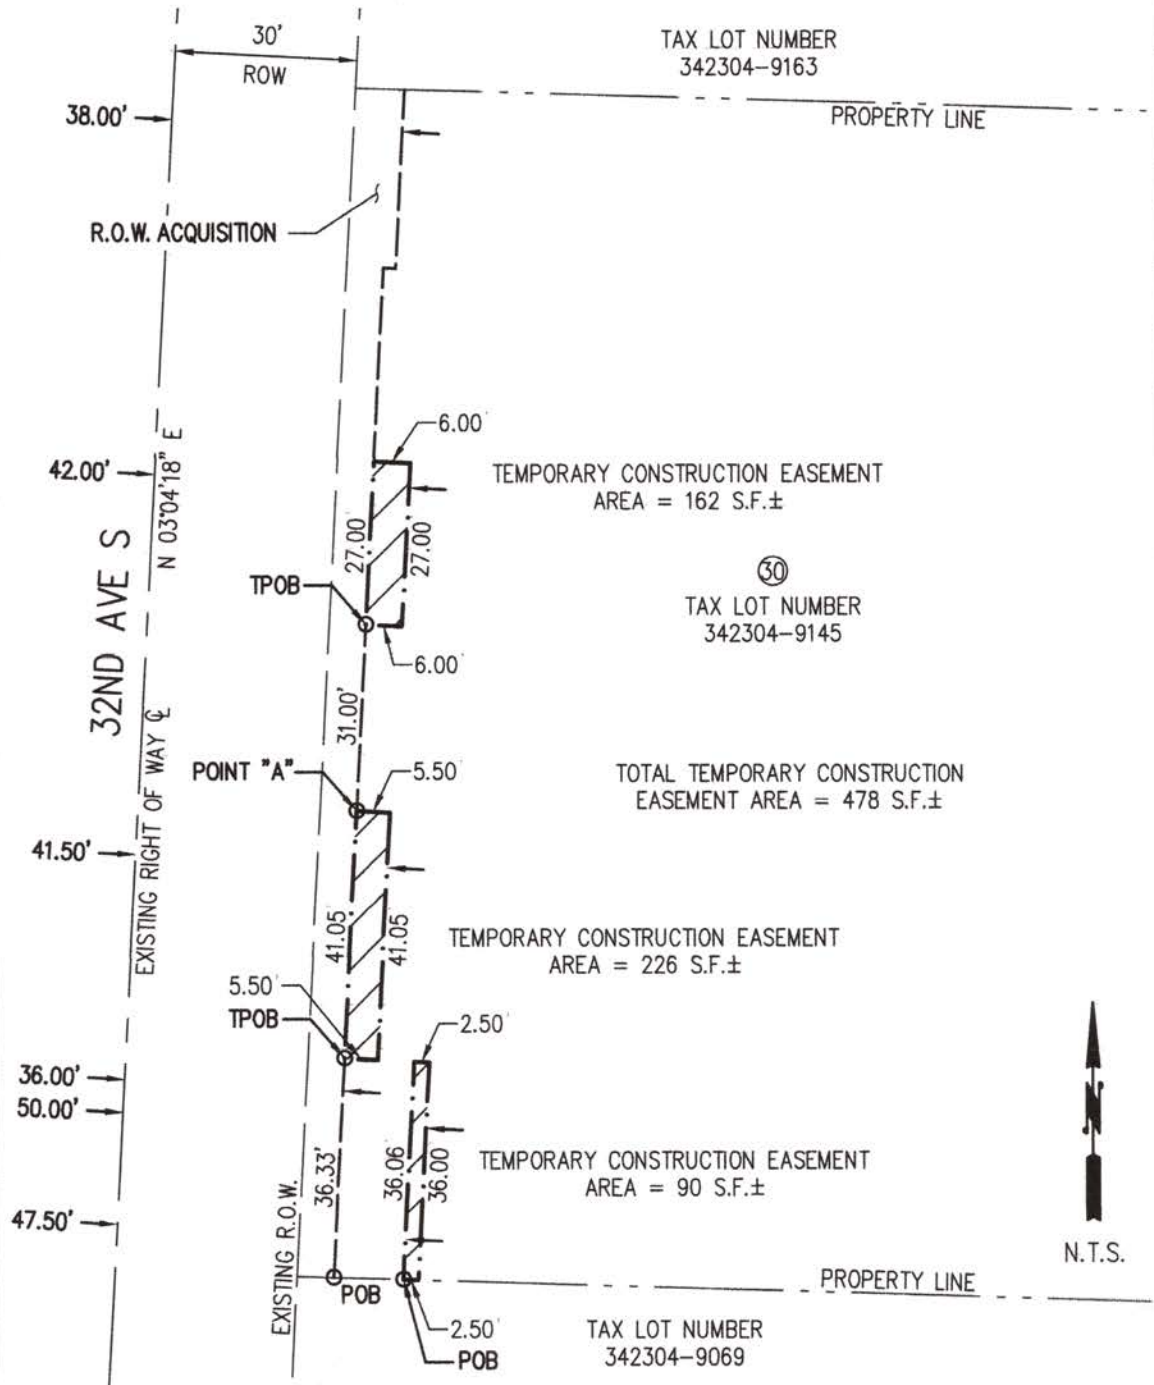 30'
ROW
TAX LOT NUMBER
342304-9163
38.00'
PROPERTY LINE
R.O.W. ACQUISITION
6.00'
42.00'
N 03°04'18" E
TEMPORARY CONSTRUCTION EASEMENT
AREA = 162 S.F.±
27.00
27.00
32ND AVE S
TPOB
30
TAX LOT NUMBER
342304-9145
6.00'
31.00'
EXISTING RIGHT OF WAY ℄
POINT "A"
5.50'
TOTAL TEMPORARY CONSTRUCTION
EASEMENT AREA = 478 S.F.±
41.50'
41.05
41.05
TEMPORARY CONSTRUCTION EASEMENT
AREA = 226 S.F.±
5.50'
TPOB
2.50'
36.00'
50.00'
36.33'
36.06
36.00
TEMPORARY CONSTRUCTION EASEMENT
AREA = 90 S.F.±
47.50'
EXISTING R.O.W.
N
N.T.S.
POB
PROPERTY LINE
2.50'
POB
TAX LOT NUMBER
342304-9069